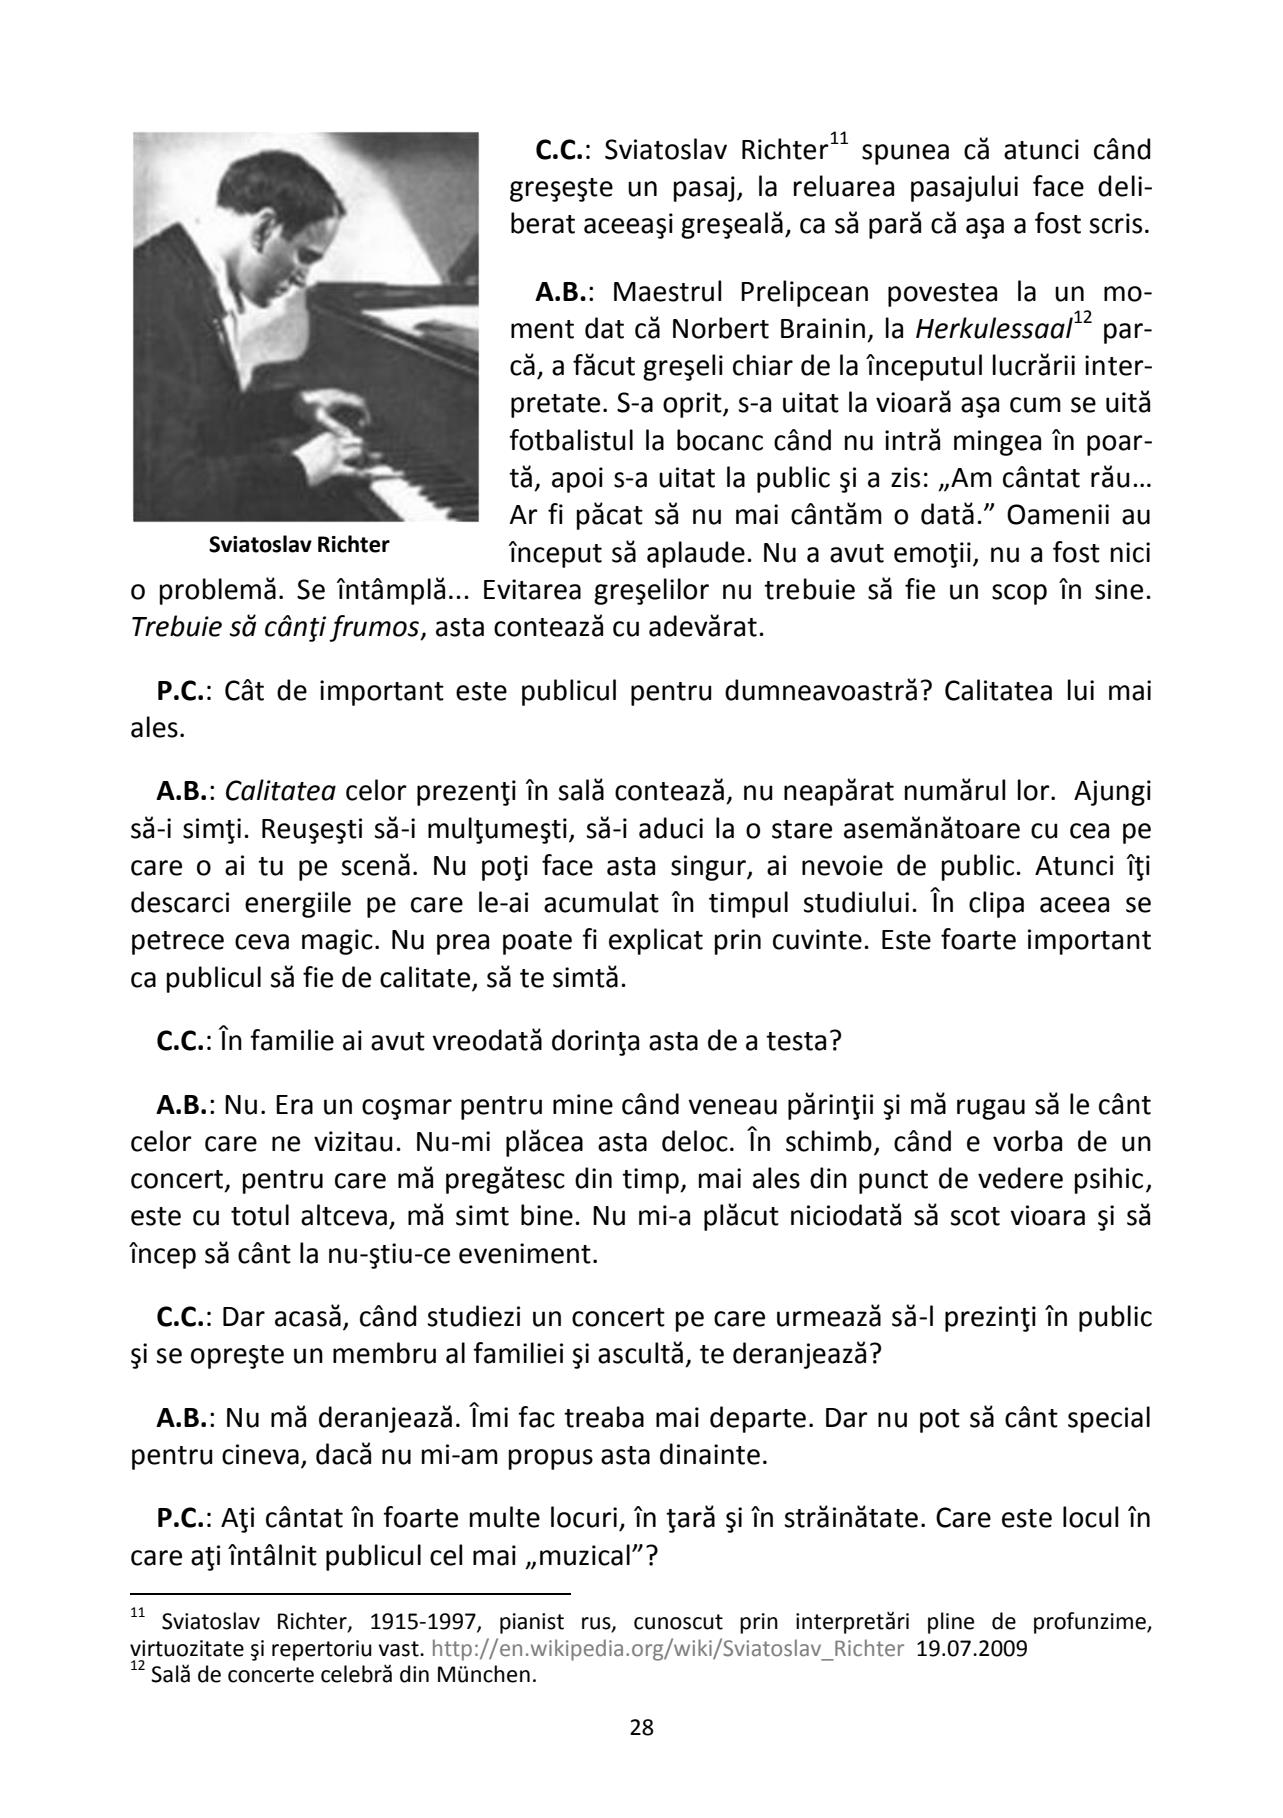 C.C.: Sviatoslav Richter11 spunea că atunci când
greşeşte un pasaj, la reluarea pasajului face deli-
berat aceeaşi greşeală, ca să pară că aşa a fost scris.
A.B.: Maestrul Prelipcean povestea la un mo-
ment dat că Norbert Brainin, la Herkulessaal12 par-
că, a făcut greşeli chiar de la începutul lucrării inter-
pretate. S-a oprit, s-a uitat la vioară aşa cum se uită
fotbalistul la bocanc când nu intră mingea în poar-
tă, apoi s-a uitat la public şi a zis: „Am cântat rău…
Ar fi păcat să nu mai cântăm o dată.” Oamenii au
Sviatoslav Richter
început să aplaude. Nu a avut emoţii, nu a fost nici
o problemă. Se întâmplă... Evitarea greşelilor nu trebuie să fie un scop în sine.
Trebuie să cânţi frumos, asta contează cu adevărat.
P.C.: Cât de important este publicul pentru dumneavoastră? Calitatea lui mai
ales.
A.B.: Calitatea celor prezenţi în sală contează, nu neapărat numărul lor. Ajungi
să-i simţi. Reuşeşti să-i mulţumeşti, să-i aduci la o stare asemănătoare cu cea pe
care o ai tu pe scenă. Nu poţi face asta singur, ai nevoie de public. Atunci îţi
descarci energiile pe care le-ai acumulat în timpul studiului. În clipa aceea se
petrece ceva magic. Nu prea poate fi explicat prin cuvinte. Este foarte important
ca publicul să fie de calitate, să te simtă.
C.C.: În familie ai avut vreodată dorinţa asta de a testa?
A.B.: Nu. Era un coşmar pentru mine când veneau părinţii şi mă rugau să le cânt
celor care ne vizitau. Nu-mi plăcea asta deloc. În schimb, când e vorba de un
concert, pentru care mă pregătesc din timp, mai ales din punct de vedere psihic,
este cu totul altceva, mă simt bine. Nu mi-a plăcut niciodată să scot vioara şi să
încep să cânt la nu-ştiu-ce eveniment.
C.C.: Dar acasă, când studiezi un concert pe care urmează să-l prezinţi în public
şi se opreşte un membru al familiei şi ascultă, te deranjează?
A.B.: Nu mă deranjează. Îmi fac treaba mai departe. Dar nu pot să cânt special
pentru cineva, dacă nu mi-am propus asta dinainte.
P.C.: Aţi cântat în foarte multe locuri, în ţară şi în străinătate. Care este locul în
care aţi întâlnit publicul cel mai „muzical”?
11 Sviatoslav Richter, 1915-1997, pianist rus, cunoscut prin interpretări pline de profunzime,
virtuozitate şi repertoriu vast. http://en.wikipedia.org/wiki/Sviatoslav_Richter 19.07.2009
12 Sală de concerte celebră din München.
28